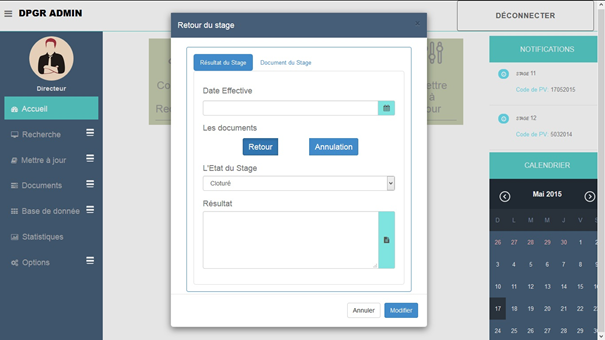 DPGR ADMIN
DÉCONNECTER
Directeur
Accueil
Recherche
Mettre à jour
Documents
Base de donnée
Statistiques
Options
Retour du stage
Résultat du Stage
Document du Stage
Date Effective
Les documents
Retour
Annulation
L'Etat du Stage
Cloturé
Résultat
Annuler
Modifier
NOTIFICATIONS
stage 11
Code de PV: 17052015
stage 12
Code de PV: 5032014
CALENDRIER
Mai 2015
D L M M J V S
26 27 28 29 30 1 2
3 4 5 6 7 8 9
10 11 12 13 14 15 16
17 18 19 20 21 22 23
24 25 26 27 28 29 30